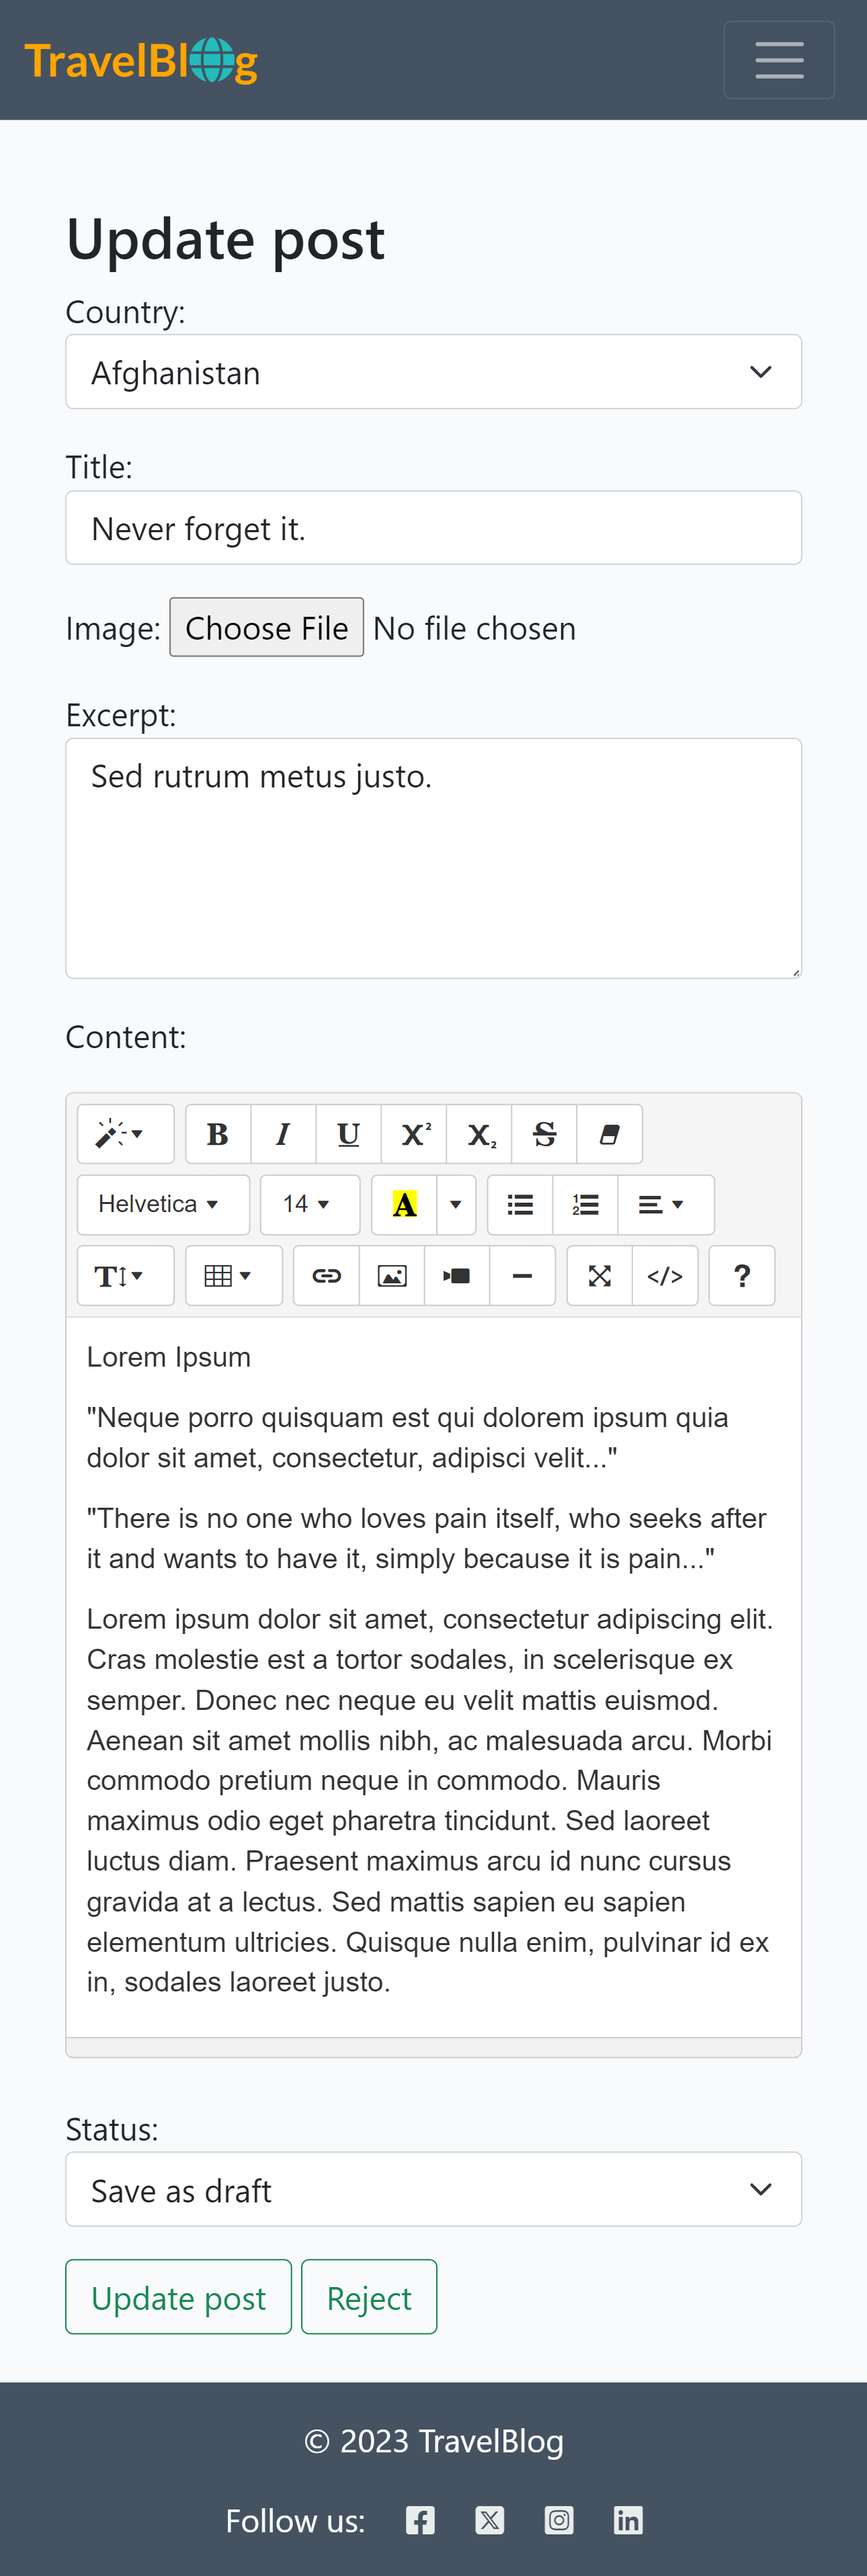 TravelBlog
Update post
Country:
Afghanistan
Title:
Never forget it.
Image: Choose File No file chosen
Excerpt:
Sed rutrum metus justo.
Content:
B I U X² X₂ S
Helvetica 14 A
T </> ?
Lorem Ipsum
"Neque porro quisquam est qui dolorem ipsum quia
dolor sit amet, consectetur, adipisci velit..."
"There is no one who loves pain itself, who seeks after
it and wants to have it, simply because it is pain..."
Lorem ipsum dolor sit amet, consectetur adipiscing elit.
Cras molestie est a tortor sodales, in scelerisque ex
semper. Donec nec neque eu velit mattis euismod.
Aenean sit amet mollis nibh, ac malesuada arcu. Morbi
commodo pretium neque in commodo. Mauris
maximus odio eget pharetra tincidunt. Sed laoreet
luctus diam. Praesent maximus arcu id nunc cursus
gravida at a lectus. Sed mattis sapien eu sapien
elementum ultricies. Quisque nulla enim, pulvinar id ex
in, sodales laoreet justo.
Status:
Save as draft
Update post Reject
© 2023 TravelBlog
Follow us: